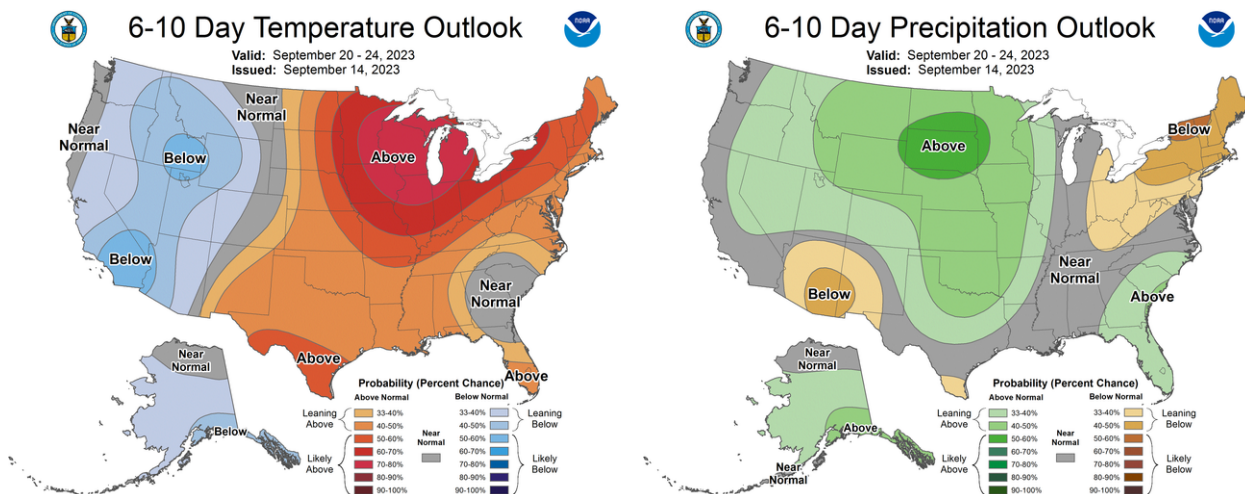 6-10 Day Temperature Outlook
Valid: September 20 - 24, 2023
Issued: September 14, 2023
NOAA
Near
Normal
Near
Normal
Below
Above
Below
Near
Normal
Above
Above
Near
Normal
Below
Probability (Percent Chance)
Above Normal
Below Normal
Leaning
Above
33-40%
33-40%
Leaning
Below
40-50%
40-50%
Likely
Above
50-60%
50-60%
Likely
Below
60-70%
60-70%
70-80%
70-80%
80-90%
80-90%
90-100%
90-100%
Near
Normal
6-10 Day Precipitation Outlook
Valid: September 20 - 24, 2023
Issued: September 14, 2023
NOAA
Below
Above
Near
Normal
Below
Above
Near
Normal
Above
Near
Normal
Probability (Percent Chance)
Above Normal
Below Normal
Leaning
Above
33-40%
33-40%
Leaning
Below
40-50%
40-50%
Likely
Above
50-60%
50-60%
Likely
Below
60-70%
60-70%
70-80%
70-80%
80-90%
80-90%
90-100%
90-100%
Near
Normal